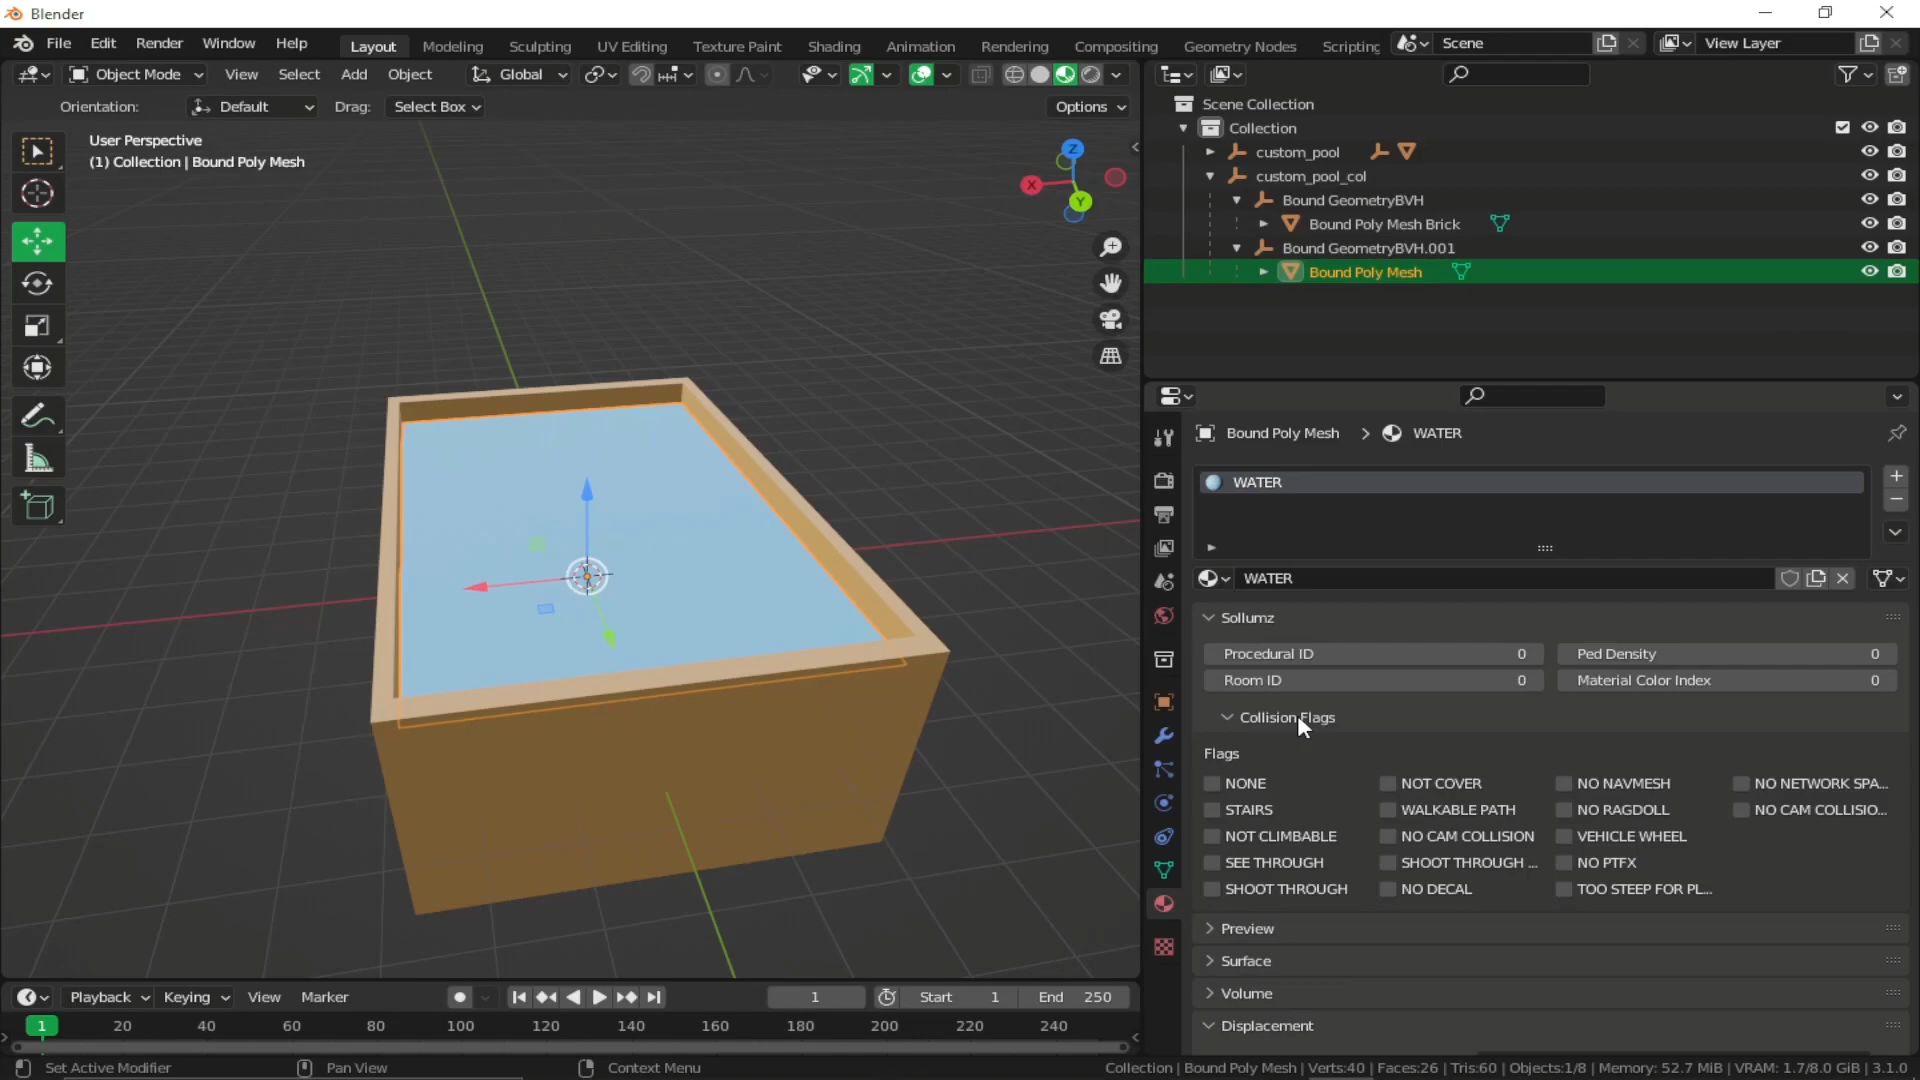 Blender
File Edit Render Window Help
Layout Modeling Sculpting UV Editing Texture Paint Shading Animation Rendering Compositing Geometry Nodes Scripting
Scene
View Layer
Object Mode View Select Add Object Global
Orientation: Default Drag: Select Box
Options
User Perspective
(1) Collection | Bound Poly Mesh
Z
X
Y
Scene Collection
Collection
custom_pool
custom_pool_col
Bound GeometryBVH
Bound Poly Mesh Brick
Bound GeometryBVH.001
Bound Poly Mesh
Bound Poly Mesh > WATER
WATER
WATER
Sollumz
Procedural ID 0 Ped Density 0
Room ID 0 Material Color Index 0
Collision Flags
Flags
NONE NOT COVER NO NAVMESH NO NETWORK SPA...
STAIRS WALKABLE PATH NO RAGDOLL NO CAM COLLISIO...
NOT CLIMBABLE NO CAM COLLISION VEHICLE WHEEL
SEE THROUGH SHOOT THROUGH ... NO PTFX
SHOOT THROUGH NO DECAL TOO STEEP FOR PL...
Preview
Surface
Volume
Displacement
Playback Keying View Marker
1 Start 1 End 250
1 20 40 60 80 100 120 140 160 180 200 220 240
Set Active Modifier Pan View Context Menu
Collection | Bound Poly Mesh | Verts:40 | Faces:26 | Tris:60 | Objects:1/8 | Memory: 52.7 MiB | VRAM: 1.7/8.0 GiB | 3.1.0